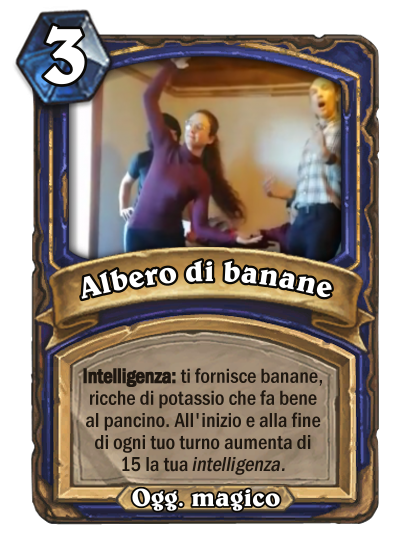 3
Albero di banane
Intelligenza: ti fornisce banane,
ricche di potassio che fa bene
al pancino. All'inizio e alla fine
di ogni tuo turno aumenta di
15 la tua intelligenza.
Ogg. magico